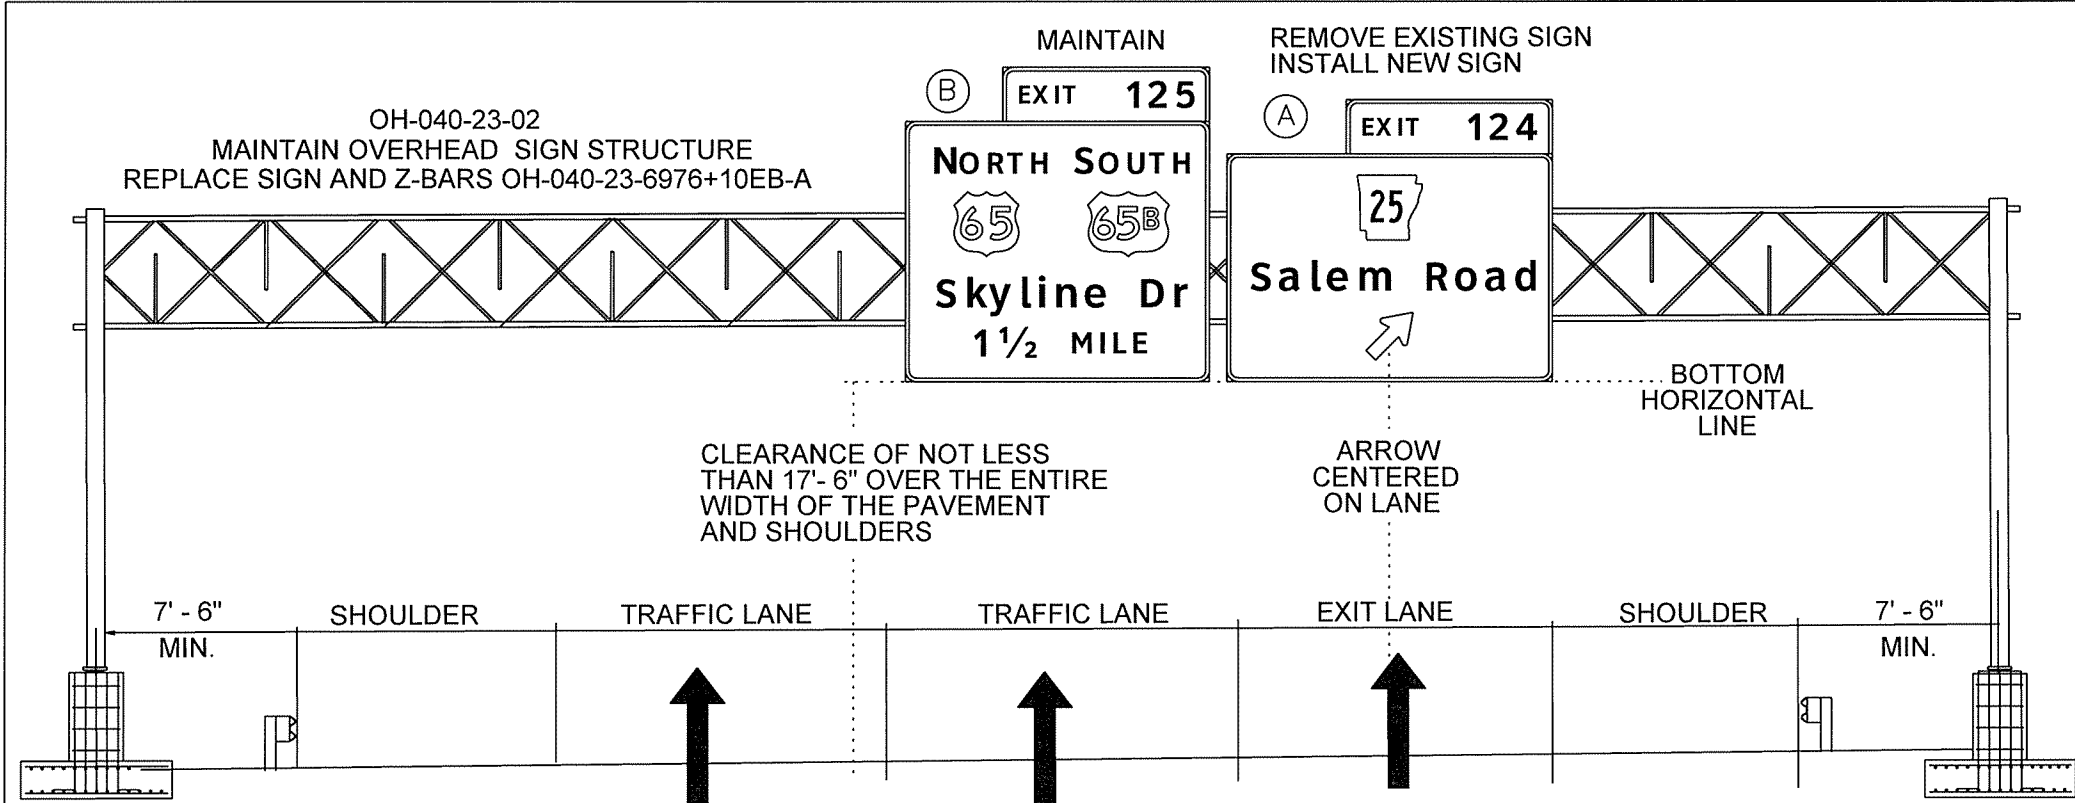 OH-040-23-02
MAINTAIN OVERHEAD SIGN STRUCTURE
REPLACE SIGN AND Z-BARS OH-040-23-6976+10EB-A
MAINTAIN
B
EXIT 125
NORTH SOUTH
65 65B
Skyline Dr
1½ MILE
REMOVE EXISTING SIGN
INSTALL NEW SIGN
A
EXIT 124
25
Salem Road
BOTTOM
HORIZONTAL
LINE
CLEARANCE OF NOT LESS
THAN 17'- 6" OVER THE ENTIRE
WIDTH OF THE PAVEMENT
AND SHOULDERS
ARROW
CENTERED
ON LANE
7' - 6"
MIN.
SHOULDER
TRAFFIC LANE
TRAFFIC LANE
EXIT LANE
SHOULDER
7' - 6"
MIN.